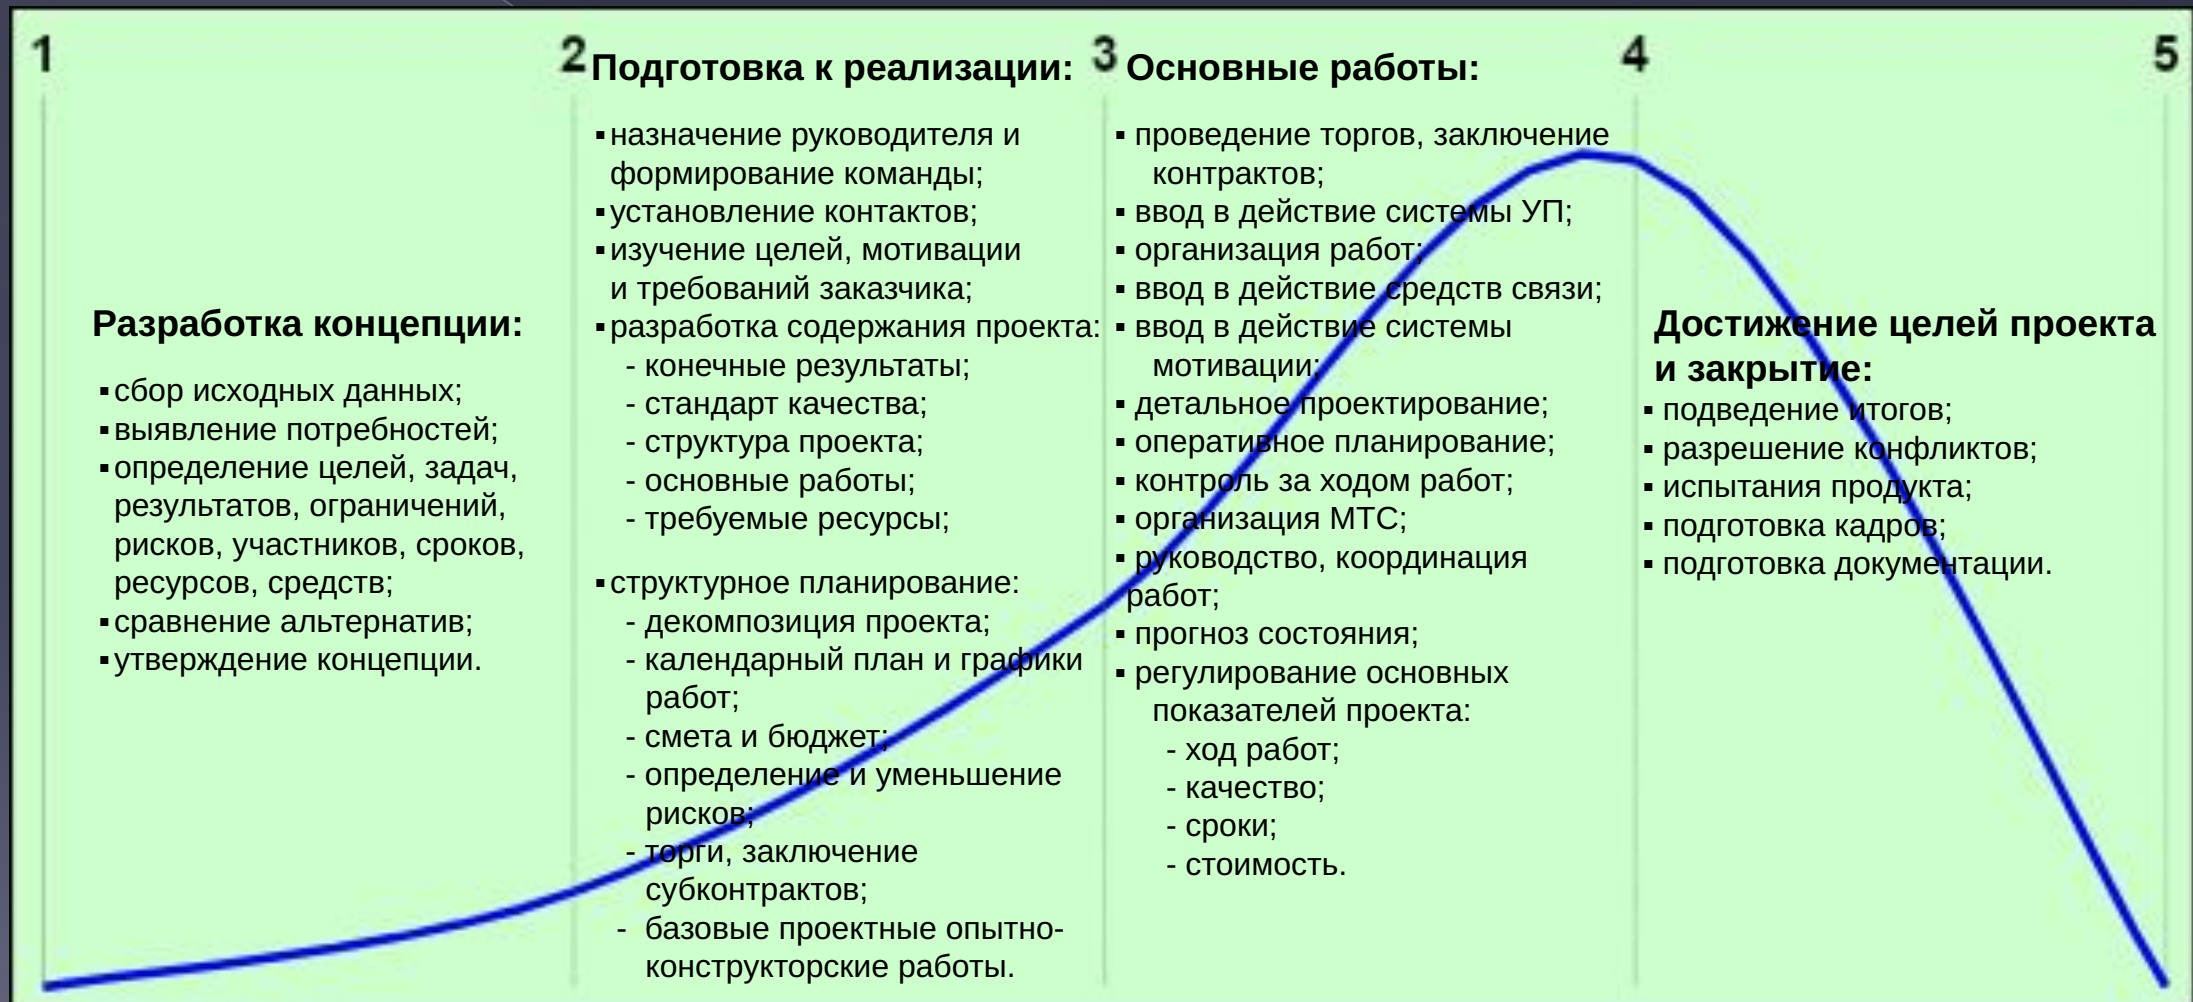 1
2
3
4
5
Разработка концепции:
▪сбор исходных данных;
▪выявление потребностей;
▪определение целей, задач,
результатов, ограничений,
рисков, участников, сроков,
ресурсов, средств;
▪сравнение альтернатив;
▪утверждение концепции.
Подготовка к реализации:
▪назначение руководителя и
формирование команды;
▪установление контактов;
▪изучение целей, мотивации
и требований заказчика;
▪разработка содержания проекта:
- конечные результаты;
- стандарт качества;
- структура проекта;
- основные работы;
- требуемые ресурсы;
▪структурное планирование:
- декомпозиция проекта;
- календарный план и графики
работ;
- смета и бюджет;
- определение и уменьшение
рисков;
- торги, заключение
субконтрактов;
- базовые проектные опытно-
конструкторские работы.
Основные работы:
▪ проведение торгов, заключение
контрактов;
▪ ввод в действие системы УП;
▪ организация работ;
▪ ввод в действие средств связи;
▪ ввод в действие системы
мотивации;
▪ детальное проектирование;
▪ оперативное планирование;
▪ контроль за ходом работ;
▪ организация МТС;
▪ руководство, координация
работ;
▪ прогноз состояния;
▪ регулирование основных
показателей проекта:
- ход работ;
- качество;
- сроки;
- стоимость.
Достижение целей проекта
и закрытие:
▪ подведение итогов;
▪ разрешение конфликтов;
▪ испытания продукта;
▪ подготовка кадров;
▪ подготовка документации.